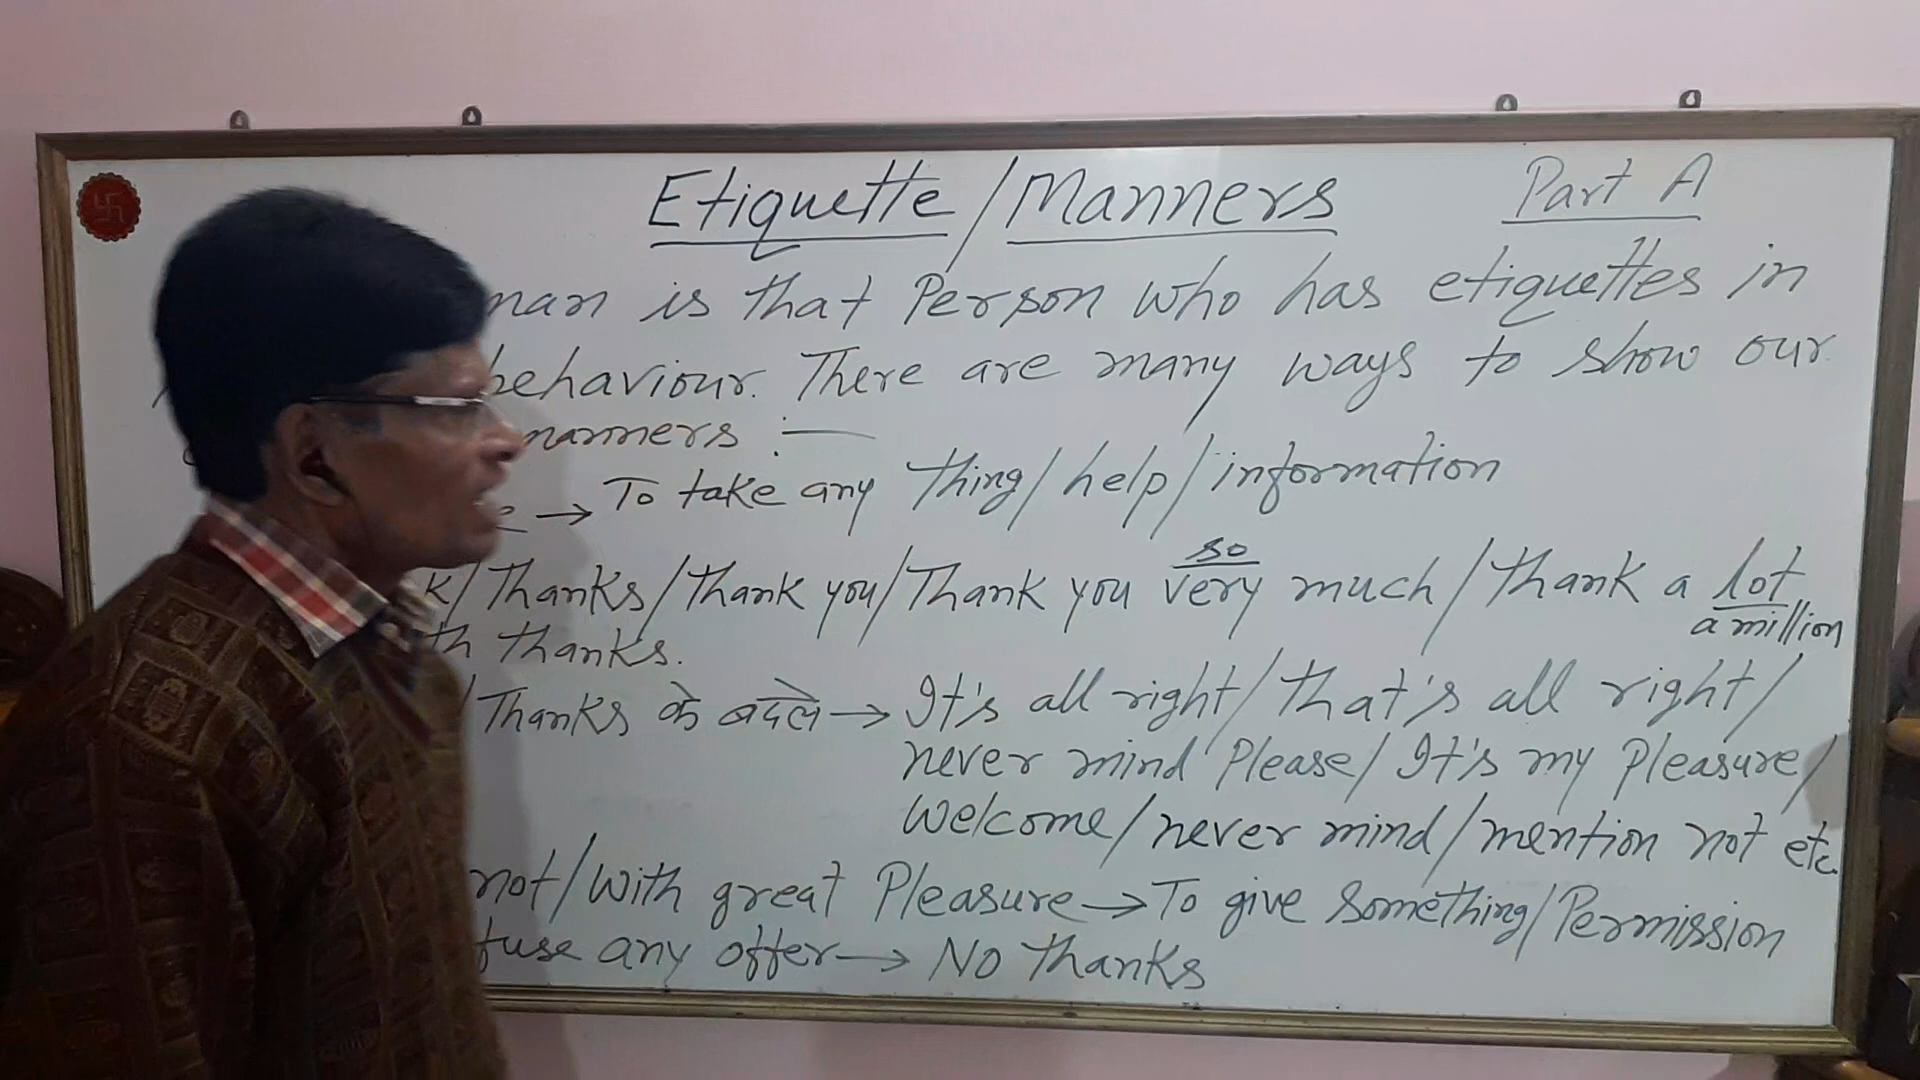 Etiquette/Manners Part A
man is that Person who has etiquettes in
behaviour. There are many ways to show our
manners :—
→ To take any thing/help/information
K/Thanks/thank you/Thank you very so much/thank a lot a million
th thanks.
/Thanks के बदले → It's all right/that's all right/
never mind Please/It's my Pleasure/
Welcome/never mind/mention not etc.
not/with great Pleasure → To give something/Permission
fuse any offer → No thanks